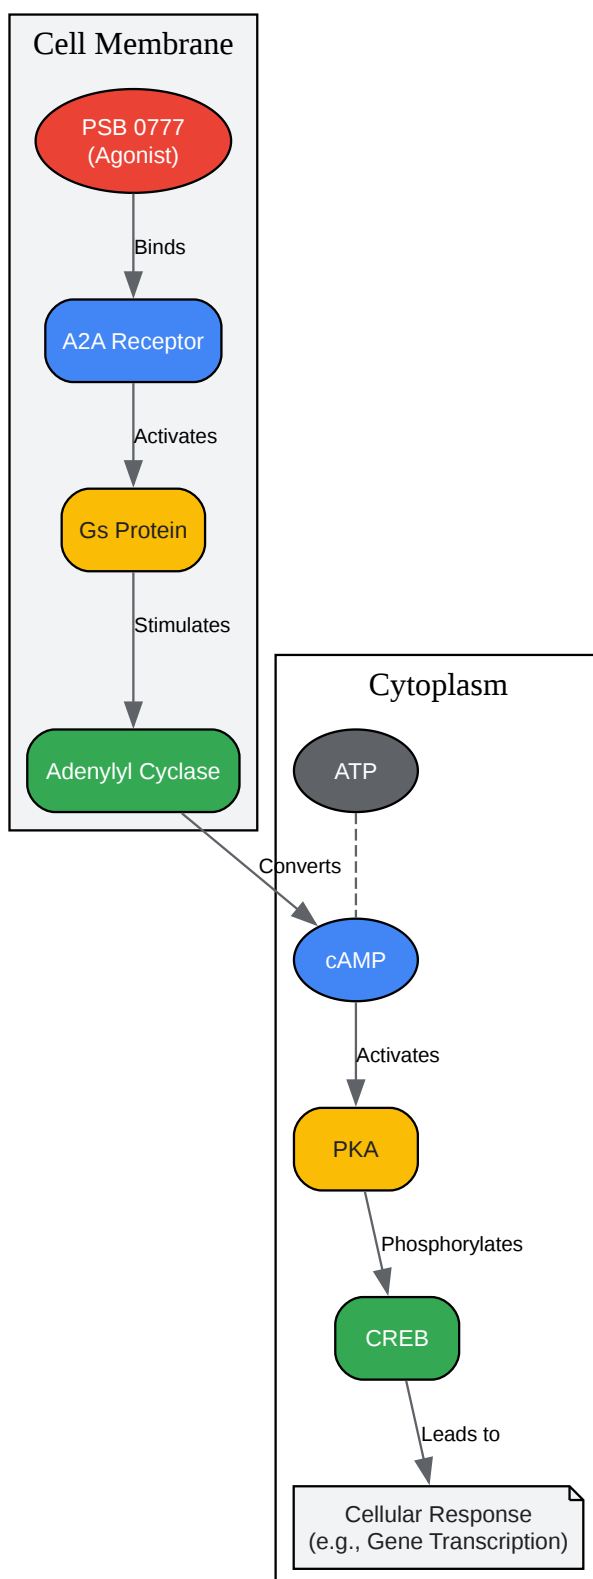 Cell Membrane
PSB 0777
(Agonist)
Binds
A2A Receptor
Activates
Gs Protein
Stimulates
Adenylyl Cyclase
Cytoplasm
ATP
Converts
cAMP
Activates
PKA
Phosphorylates
CREB
Leads to
Cellular Response
(e.g., Gene Transcription)